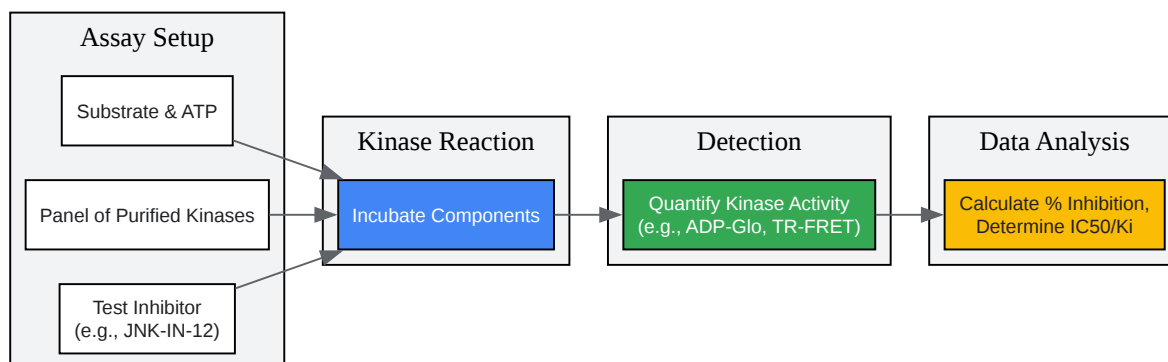 Assay Setup
Substrate & ATP
Panel of Purified Kinases
Test Inhibitor
(e.g., JNK-IN-12)
Kinase Reaction
Incubate Components
Detection
Quantify Kinase Activity
(e.g., ADP-Glo, TR-FRET)
Data Analysis
Calculate % Inhibition,
Determine IC50/Ki